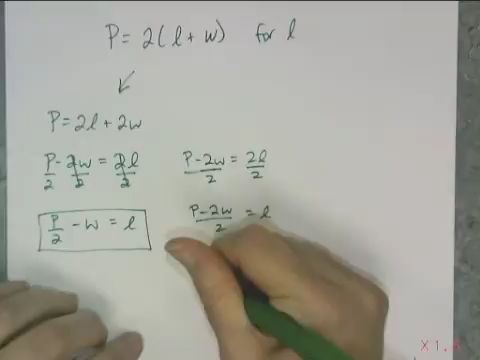 P = 2(l + w) for l
P = 2l + 2w
P/2 - 2w/2 = 2l/2
P - 2w/2 = 2l/2
P/2 - w = l
P - 2w/2 = l